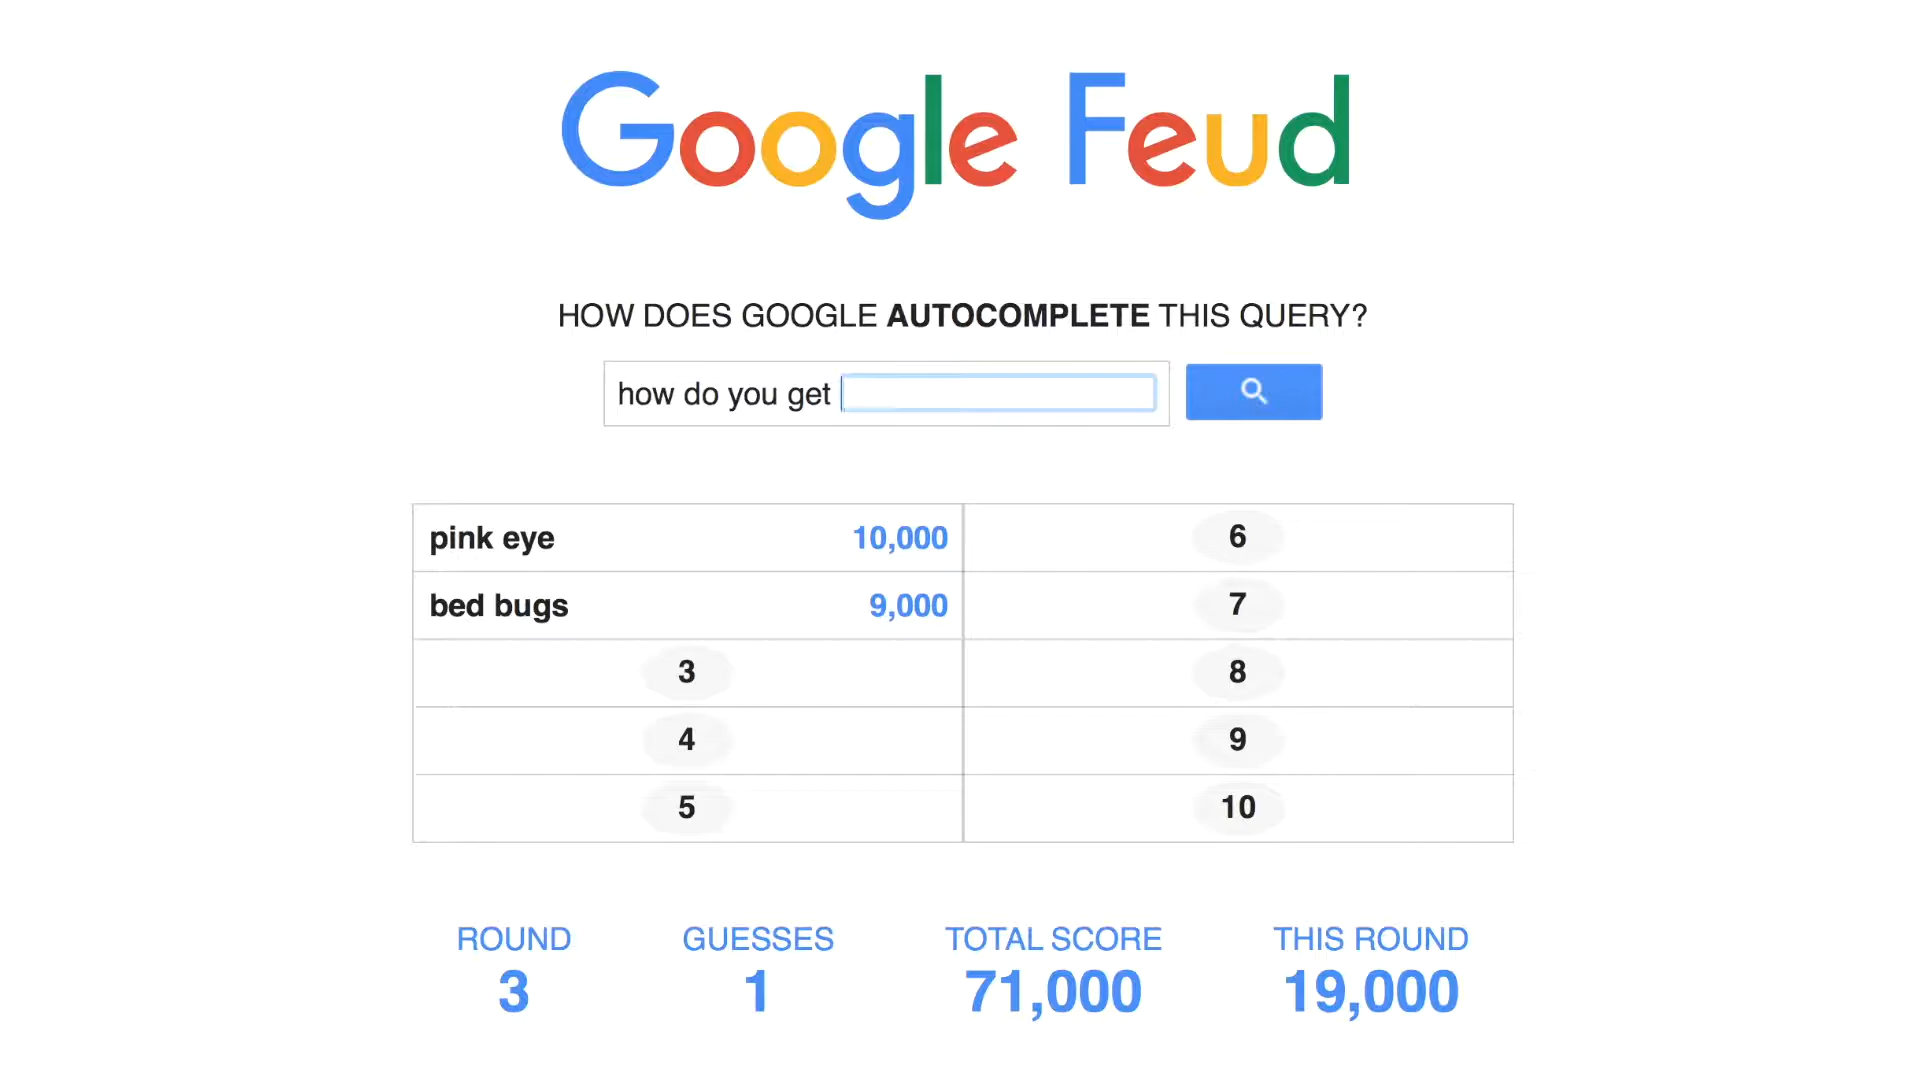 Google Feud
HOW DOES GOOGLE AUTOCOMPLETE THIS QUERY?
how do you get
pink eye 10,000 6
bed bugs 9,000 7
3 8
4 9
5 10
ROUND GUESSES TOTAL SCORE THIS ROUND
3 1 71,000 19,000